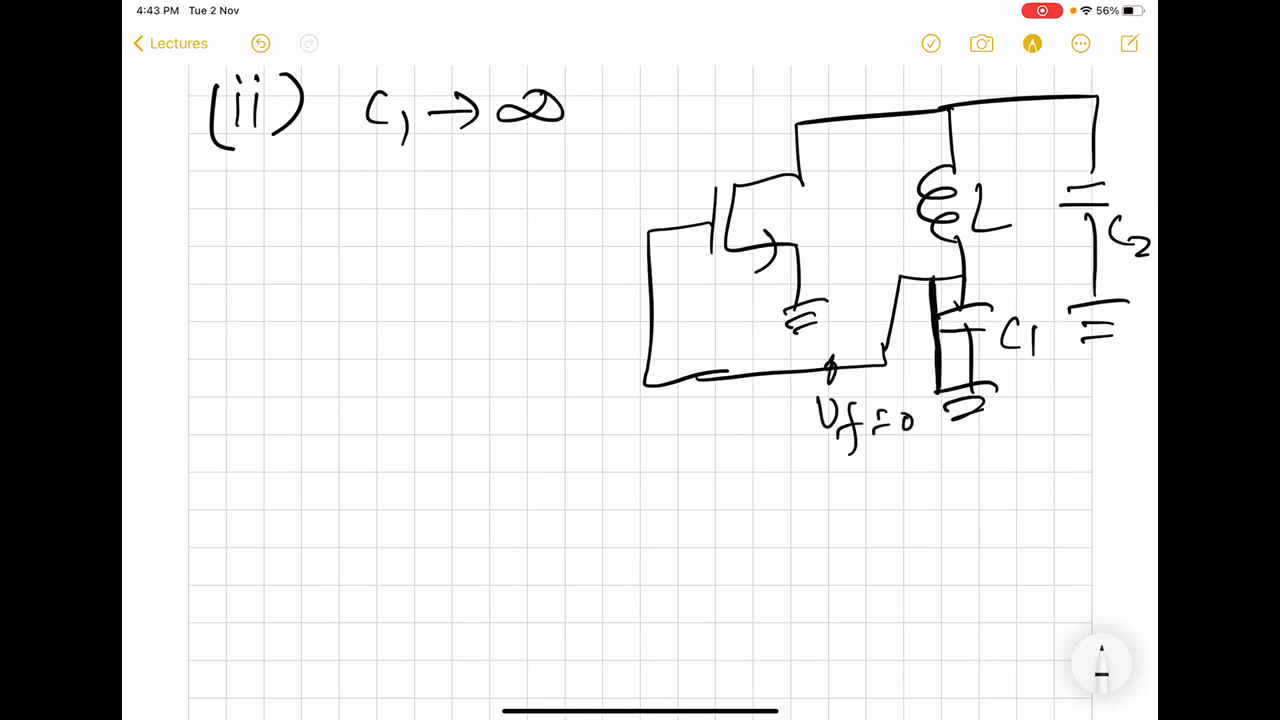 4:43 PM Tue 2 Nov
56%
Lectures
(ii) C1 → ∞
L
C2
C1
Vf = 0